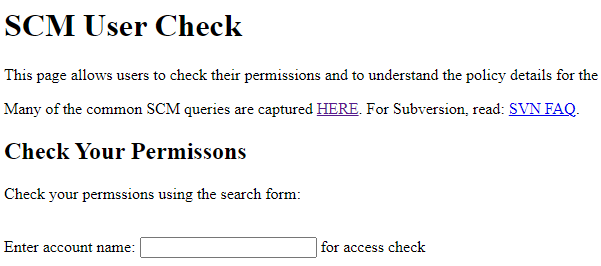 SCM User Check
This page allows users to check their permissions and to understand the policy details for the
Many of the common SCM queries are captured HERE. For Subversion, read: SVN FAQ.
Check Your Permissons
Check your permssions using the search form:
Enter account name: for access check